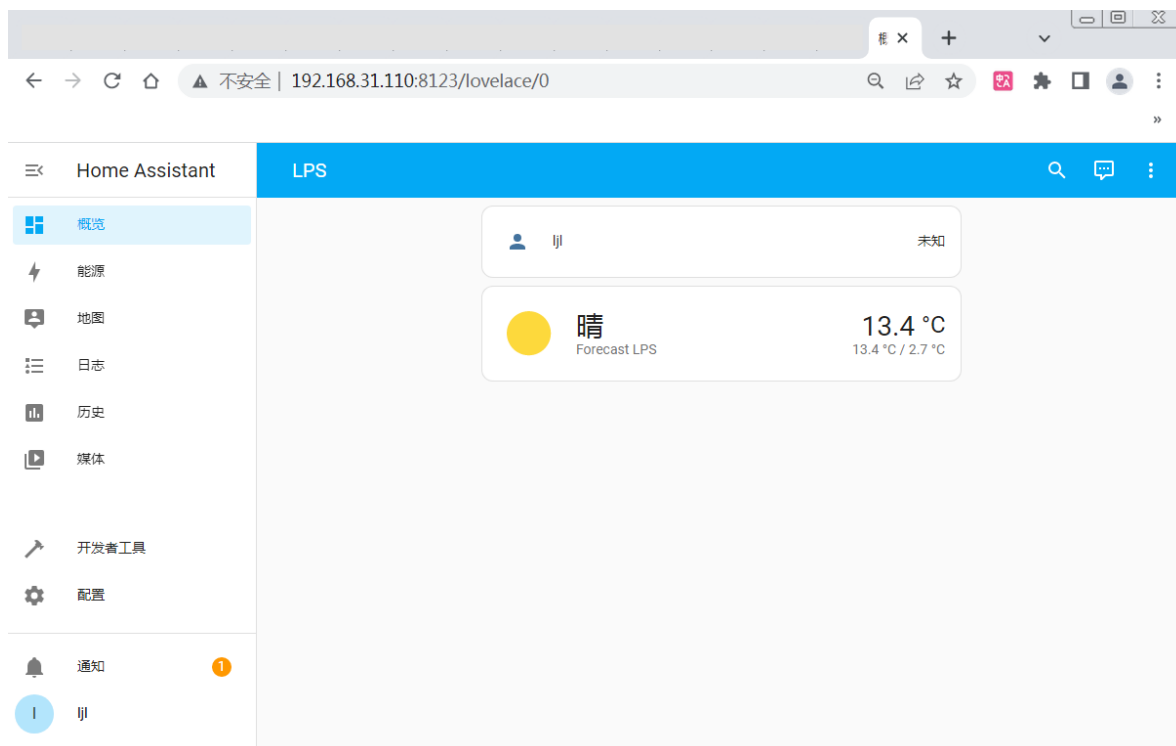 不安全 | 192.168.31.110:8123/lovelace/0
Home Assistant
LPS
概览
能源
地图
日志
历史
媒体
开发者工具
配置
通知
1
ljl
ljl
未知
晴
Forecast LPS
13.4 °C
13.4 °C / 2.7 °C